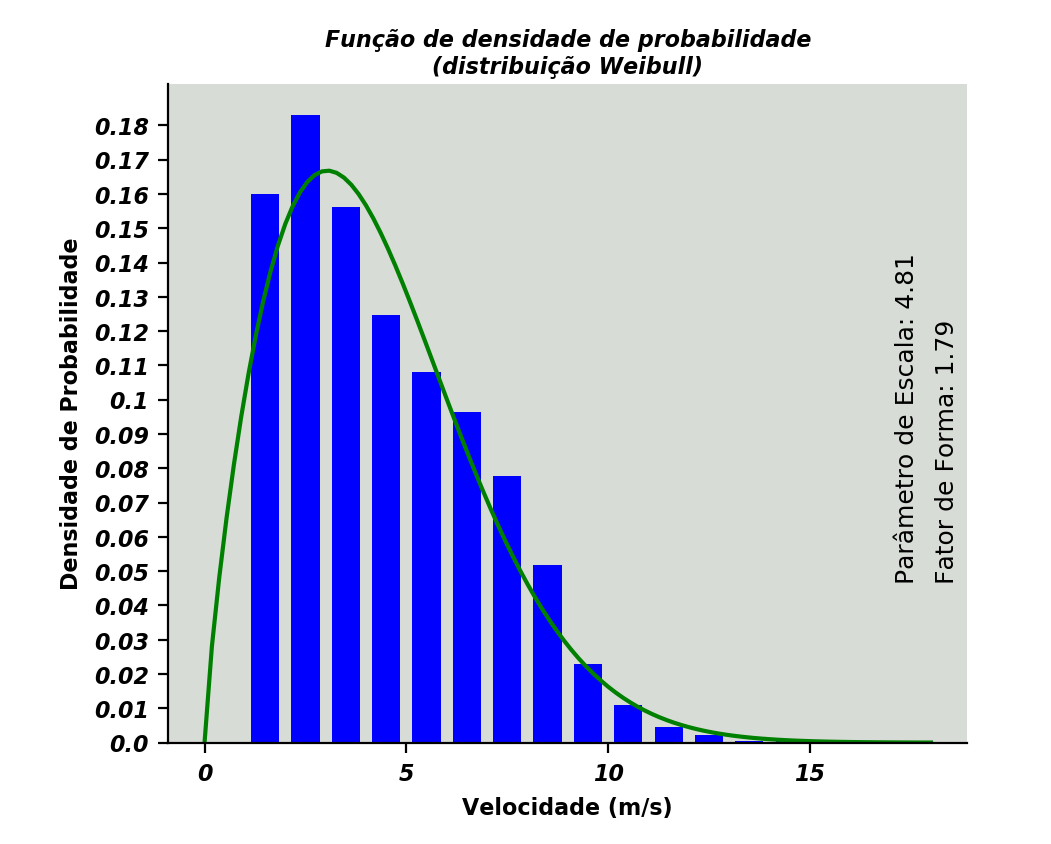 Função de densidade de probabilidade
(distribuição Weibull)
Densidade de Probabilidade
0.18
0.17
0.16
0.15
0.14
0.13
0.12
0.11
0.1
0.09
0.08
0.07
0.06
0.05
0.04
0.03
0.02
0.01
0.0
Parâmetro de Escala: 4.81
Fator de Forma: 1.79
0 5 10 15
Velocidade (m/s)